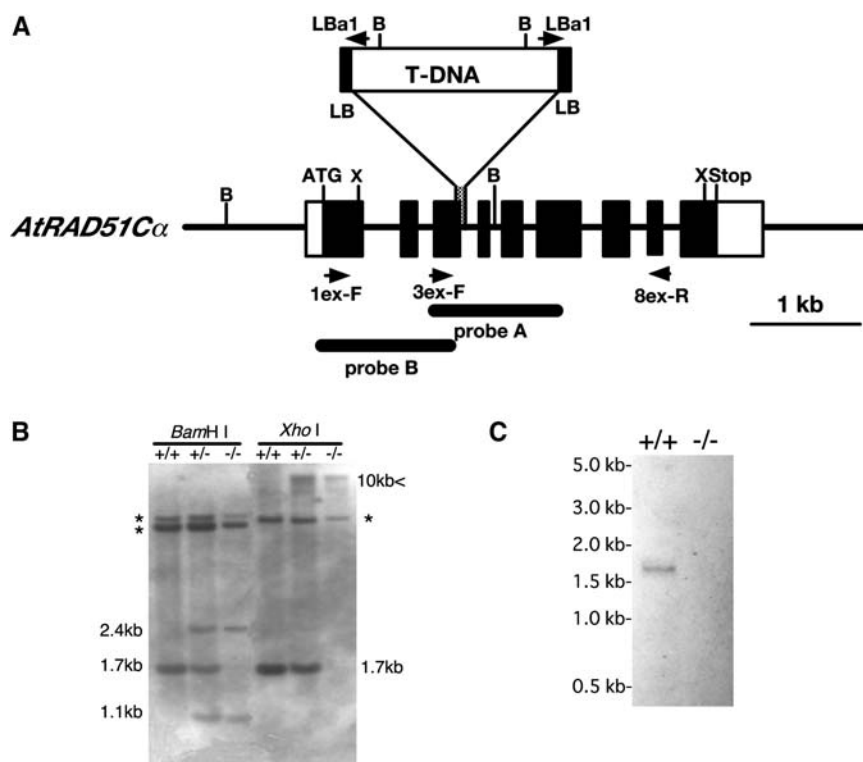 A
LBa1 B B LBa1
T-DNA
LB LB
B ATG X B X Stop
AtRAD51Cα
1ex-F 3ex-F 8ex-R
1 kb
probe A
probe B
B
BamH I Xho I
+/+ +/- -/- +/+ +/- -/-
10kb<
* *
*
2.4kb
1.7kb 1.7kb
1.1kb
C
+/+ -/-
5.0 kb-
3.0 kb-
2.0 kb-
1.5 kb-
1.0 kb-
0.5 kb-